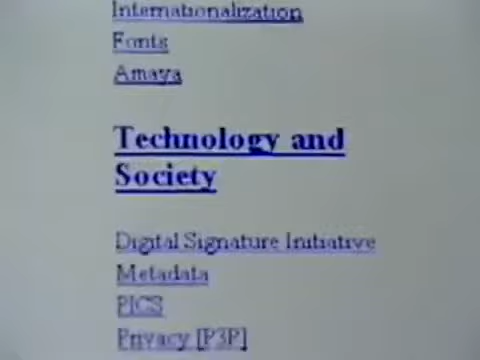 Internationalization
Fonts
Amaya
Technology and
Society
Digital Signature Initiative
Metadata
PICS
Privacy [P3P]